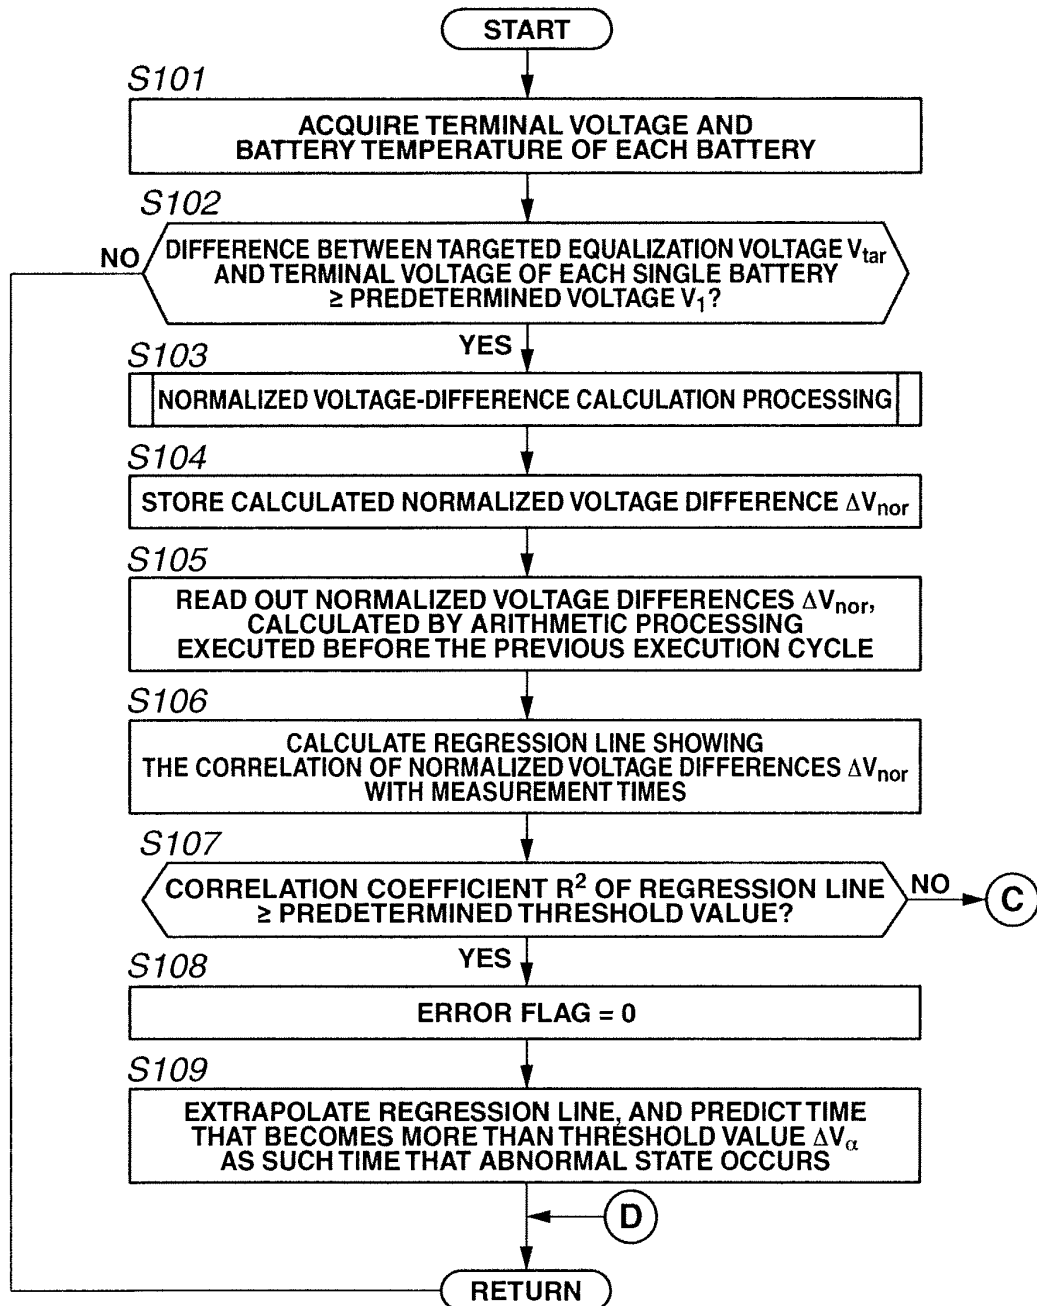 START
S101
ACQUIRE TERMINAL VOLTAGE AND
BATTERY TEMPERATURE OF EACH BATTERY
S102
NO
DIFFERENCE BETWEEN TARGETED EQUALIZATION VOLTAGE Vtar
AND TERMINAL VOLTAGE OF EACH SINGLE BATTERY
≥ PREDETERMINED VOLTAGE V1?
YES
S103
NORMALIZED VOLTAGE-DIFFERENCE CALCULATION PROCESSING
S104
STORE CALCULATED NORMALIZED VOLTAGE DIFFERENCE ΔVnor
S105
READ OUT NORMALIZED VOLTAGE DIFFERENCES ΔVnor,
CALCULATED BY ARITHMETIC PROCESSING
EXECUTED BEFORE THE PREVIOUS EXECUTION CYCLE
S106
CALCULATE REGRESSION LINE SHOWING
THE CORRELATION OF NORMALIZED VOLTAGE DIFFERENCES ΔVnor
WITH MEASUREMENT TIMES
S107
CORRELATION COEFFICIENT R² OF REGRESSION LINE
≥ PREDETERMINED THRESHOLD VALUE?
NO
C
YES
S108
ERROR FLAG = 0
S109
EXTRAPOLATE REGRESSION LINE, AND PREDICT TIME
THAT BECOMES MORE THAN THRESHOLD VALUE ΔVα
AS SUCH TIME THAT ABNORMAL STATE OCCURS
D
RETURN